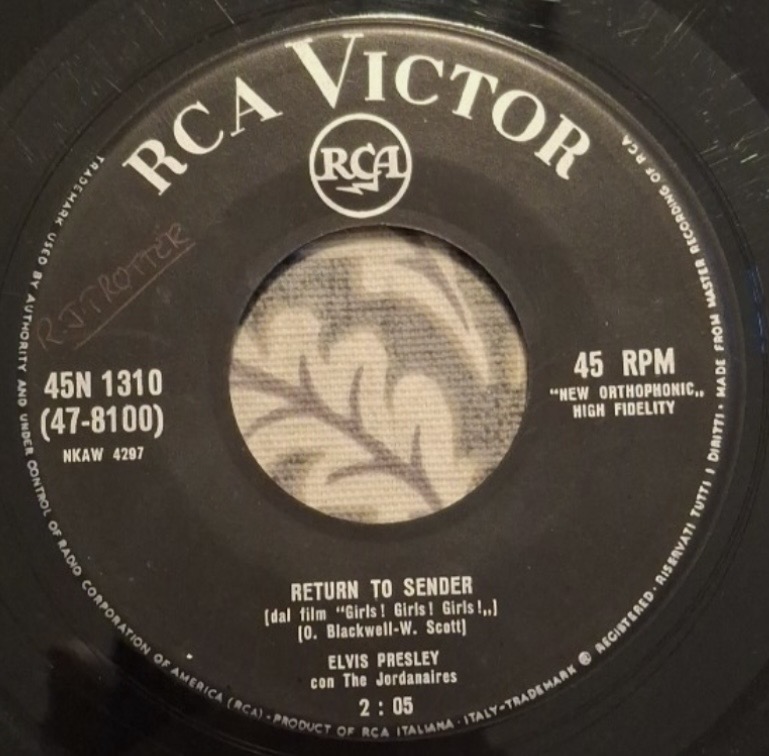 RCA VICTOR
RCA
R.J TROTTER
45N 1310
(47-8100)
NKAW 4297
45 RPM
"NEW ORTHOPHONIC„
HIGH FIDELITY
RETURN TO SENDER
(dal film "Girls! Girls! Girls!„)
[O. Blackwell-W. Scott]
ELVIS PRESLEY
con The Jordanaires
2 : 05
TRADEMARK USED BY AUTHORITY AND UNDER CONTROL OF RADIO CORPORATION OF AMERICA (RCA) - PRODUCT OF RCA ITALIANA - ITALY-TRADEMARK ® REGISTERED - RISERVATI TUTTI I DIRITTI - MADE FROM MASTER RECORDING OF RCA